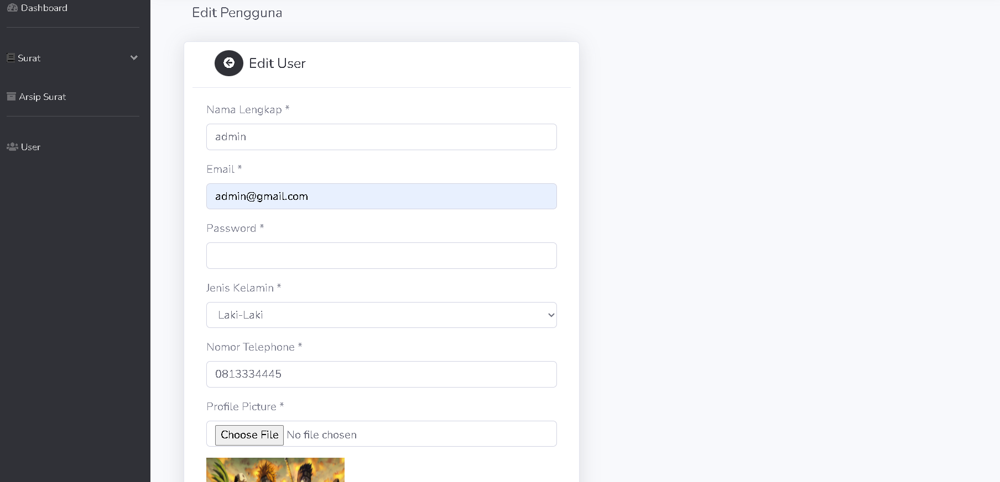 Dashboard
Surat
Arsip Surat
User
Edit Pengguna
Edit User
Nama Lengkap *
admin
Email *
admin@gmail.com
Password *
Jenis Kelamin *
Laki-Laki
Nomor Telephone *
0813334445
Profile Picture *
Choose File No file chosen